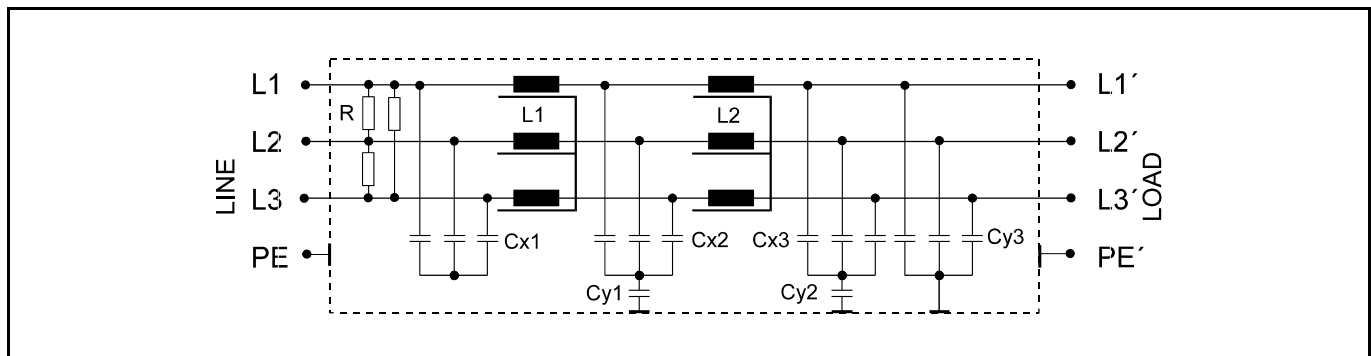 L1
L2
L3
PE
LINE
R
L1
L2
Cx1
Cx2
Cx3
Cy3
Cy1
Cy2
L1´
L2´
L3´
PE´
LOAD